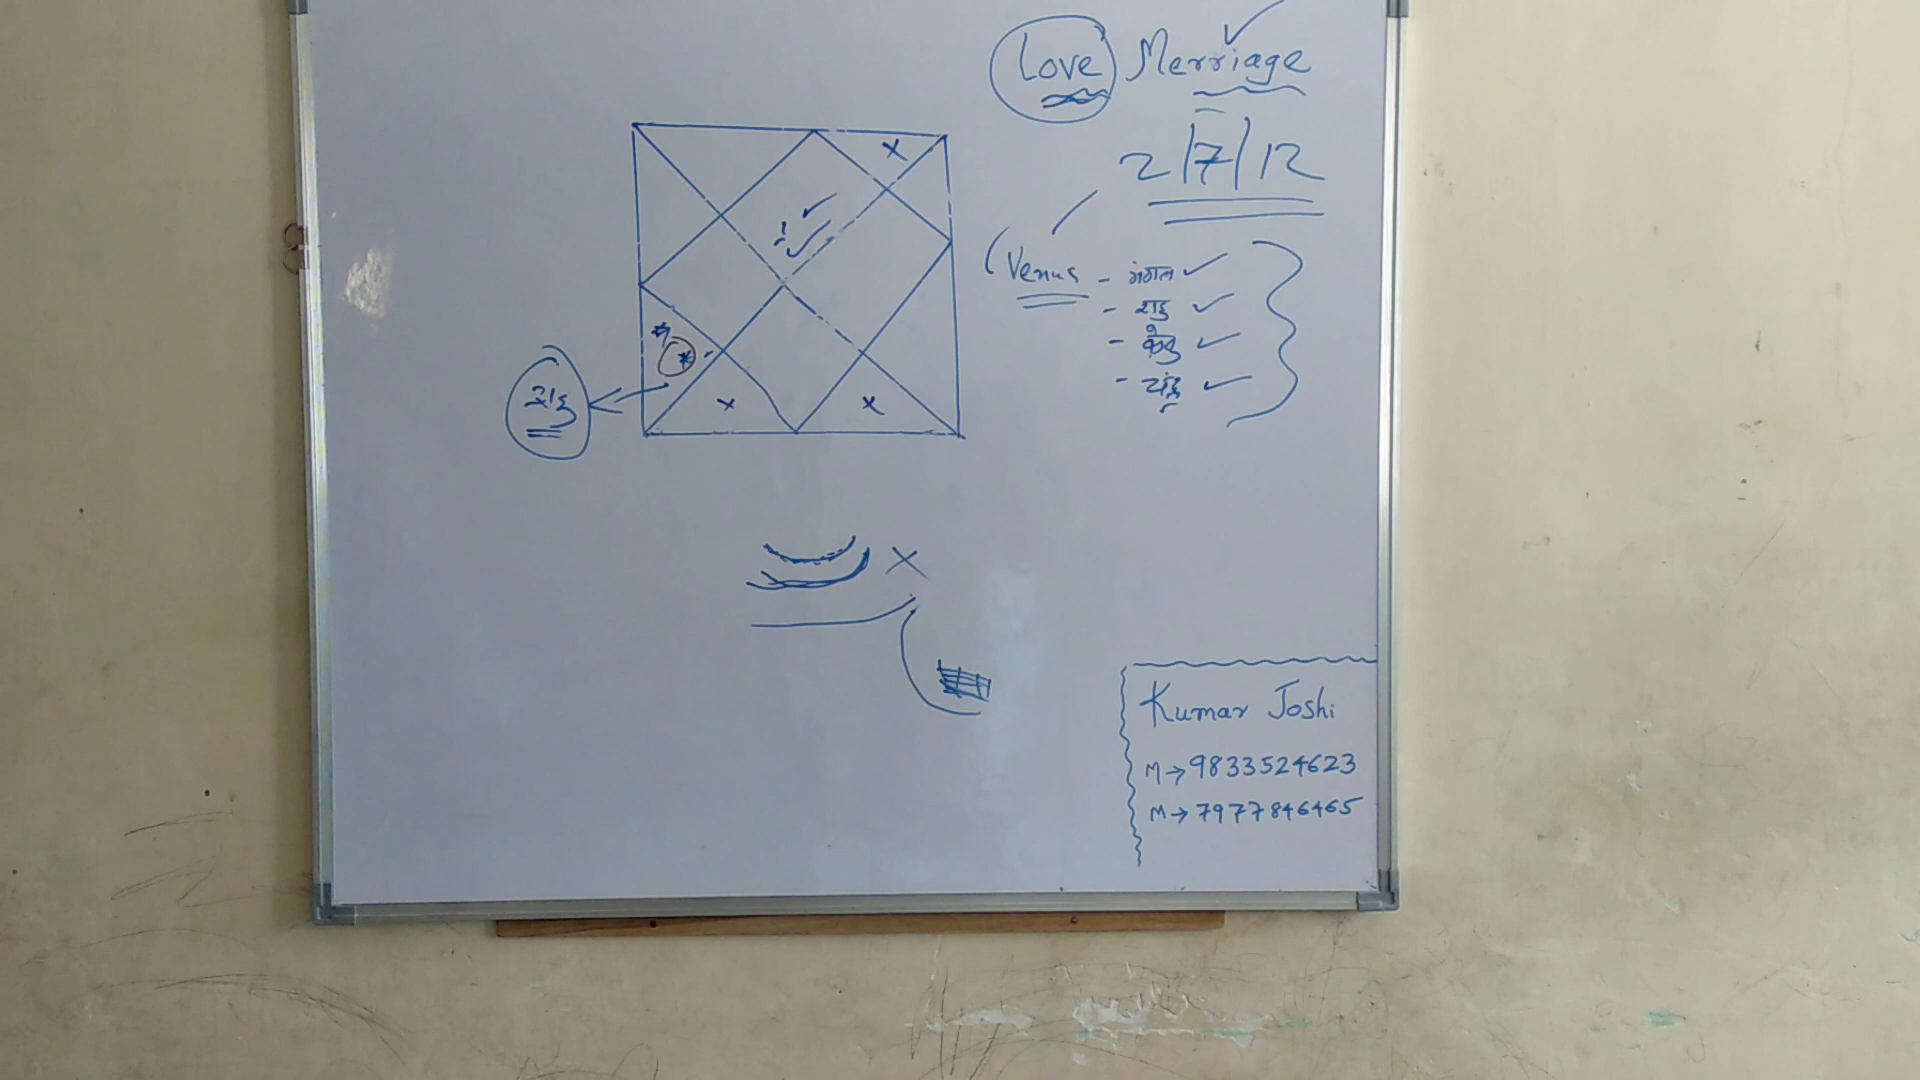 Love Merriage
2/7/12
Venus - मंगल
- राहु
- केतु
- चंद्र
राहु
Kumar Joshi
M→9833524623
M→7977846465